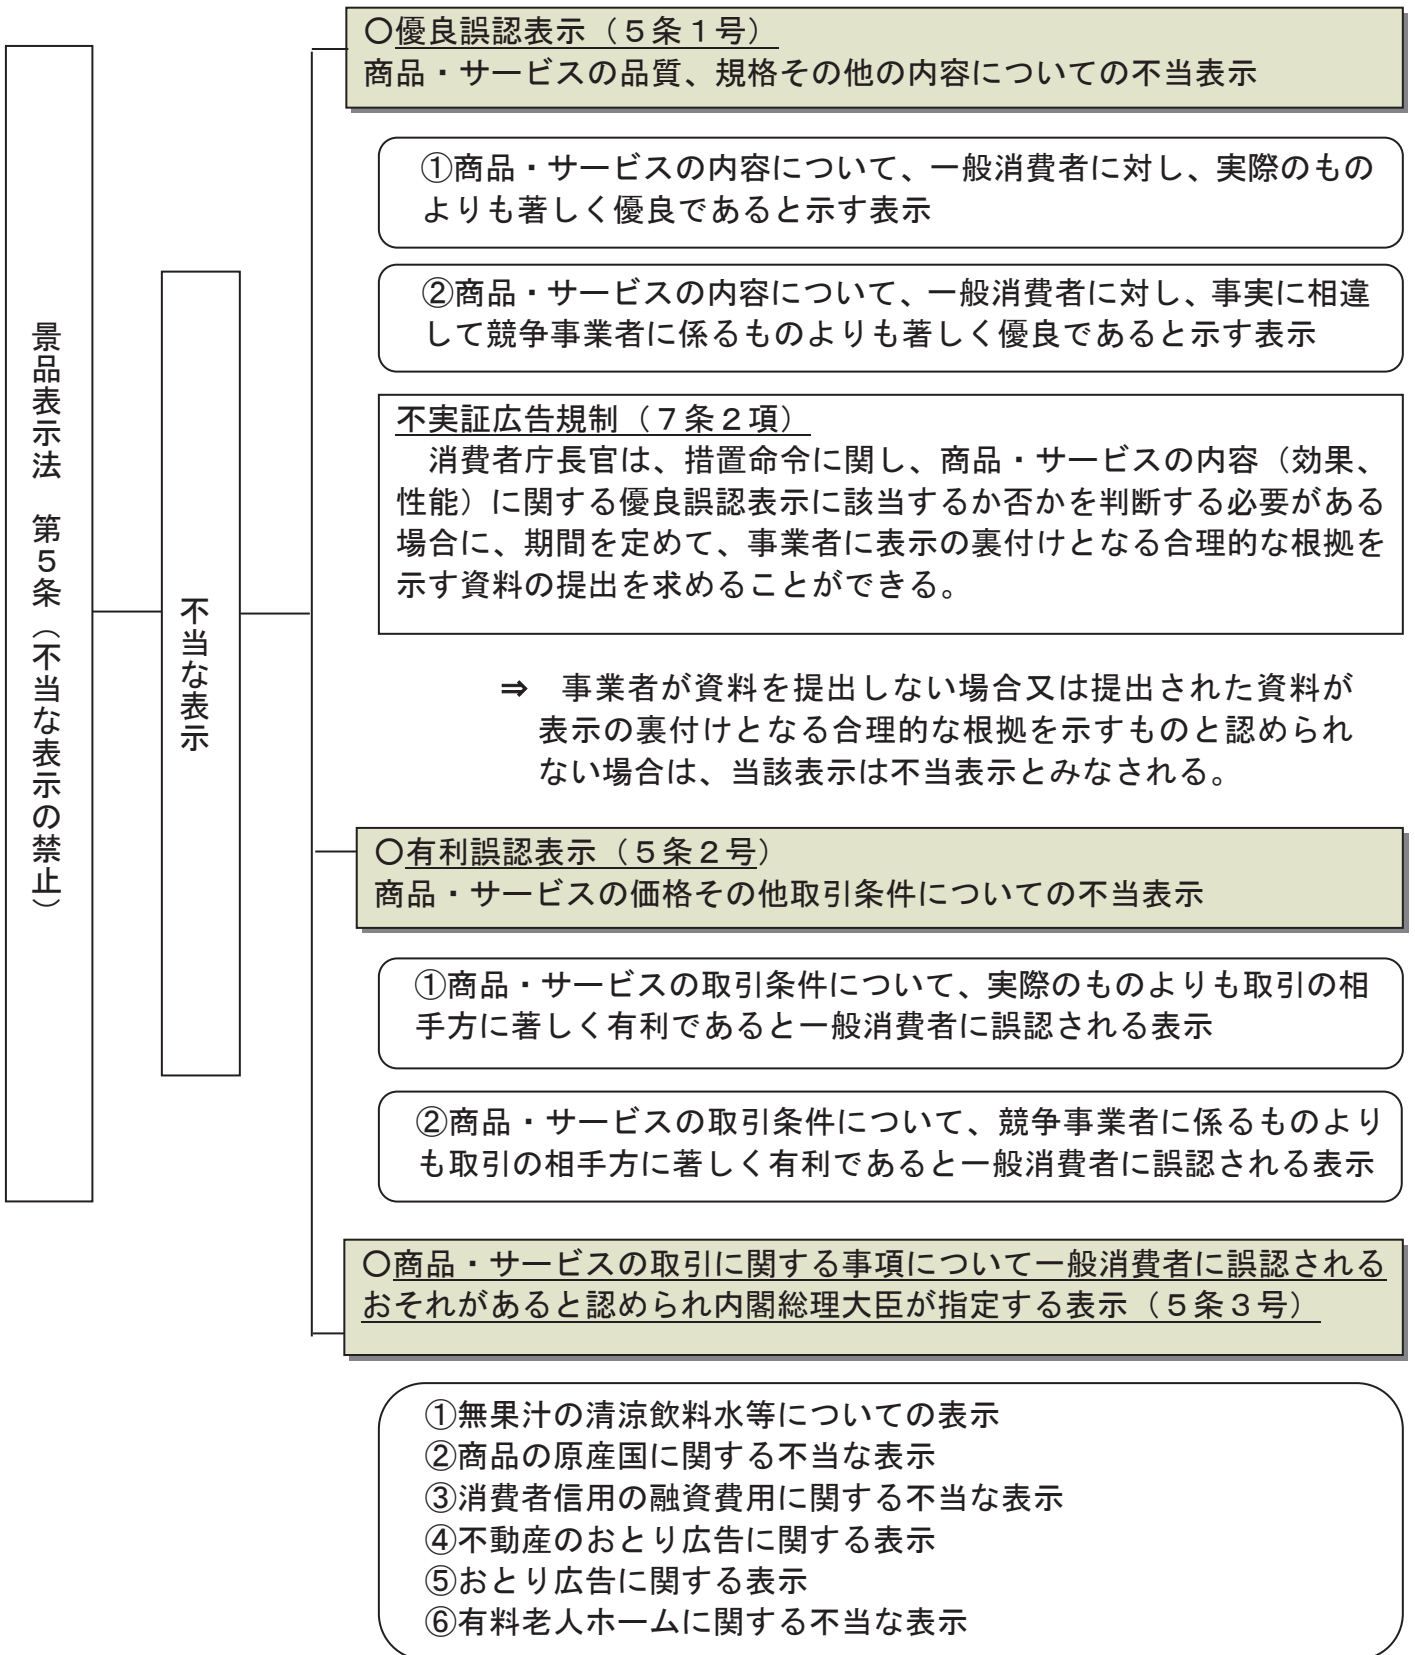 景品表示法　第５条（不当な表示の禁止）
不当な表示
○優良誤認表示（５条１号）
商品・サービスの品質、規格その他の内容についての不当表示
①商品・サービスの内容について、一般消費者に対し、実際のもの
よりも著しく優良であると示す表示
②商品・サービスの内容について、一般消費者に対し、事実に相違
して競争事業者に係るものよりも著しく優良であると示す表示
不実証広告規制（７条２項）
　消費者庁長官は、措置命令に関し、商品・サービスの内容（効果、
性能）に関する優良誤認表示に該当するか否かを判断する必要がある
場合に、期間を定めて、事業者に表示の裏付けとなる合理的な根拠を
示す資料の提出を求めることができる。
⇒　事業者が資料を提出しない場合又は提出された資料が
表示の裏付けとなる合理的な根拠を示すものと認められ
ない場合は、当該表示は不当表示とみなされる。
○有利誤認表示（５条２号）
商品・サービスの価格その他取引条件についての不当表示
①商品・サービスの取引条件について、実際のものよりも取引の相
手方に著しく有利であると一般消費者に誤認される表示
②商品・サービスの取引条件について、競争事業者に係るものより
も取引の相手方に著しく有利であると一般消費者に誤認される表示
○商品・サービスの取引に関する事項について一般消費者に誤認される
おそれがあると認められ内閣総理大臣が指定する表示（５条３号）
①無果汁の清涼飲料水等についての表示
②商品の原産国に関する不当な表示
③消費者信用の融資費用に関する不当な表示
④不動産のおとり広告に関する表示
⑤おとり広告に関する表示
⑥有料老人ホームに関する不当な表示